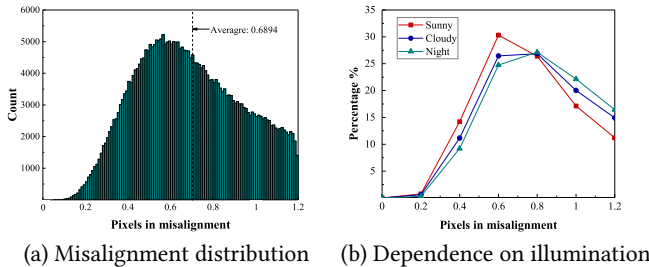 6000
5000
4000
3000
2000
1000
0
Count
Averagre: 0.6894
0.2
0.4
0.6
0.8
1
1.2
Pixels in misalignment
(a) Misalignment distribution
35
30
25
20
15
10
5
Percentage %
Sunny
Cloudy
Night
0
0.2
0.4
0.6
0.8
1.0
1.2
Pixels in misalignment
(b) Dependence on illumination